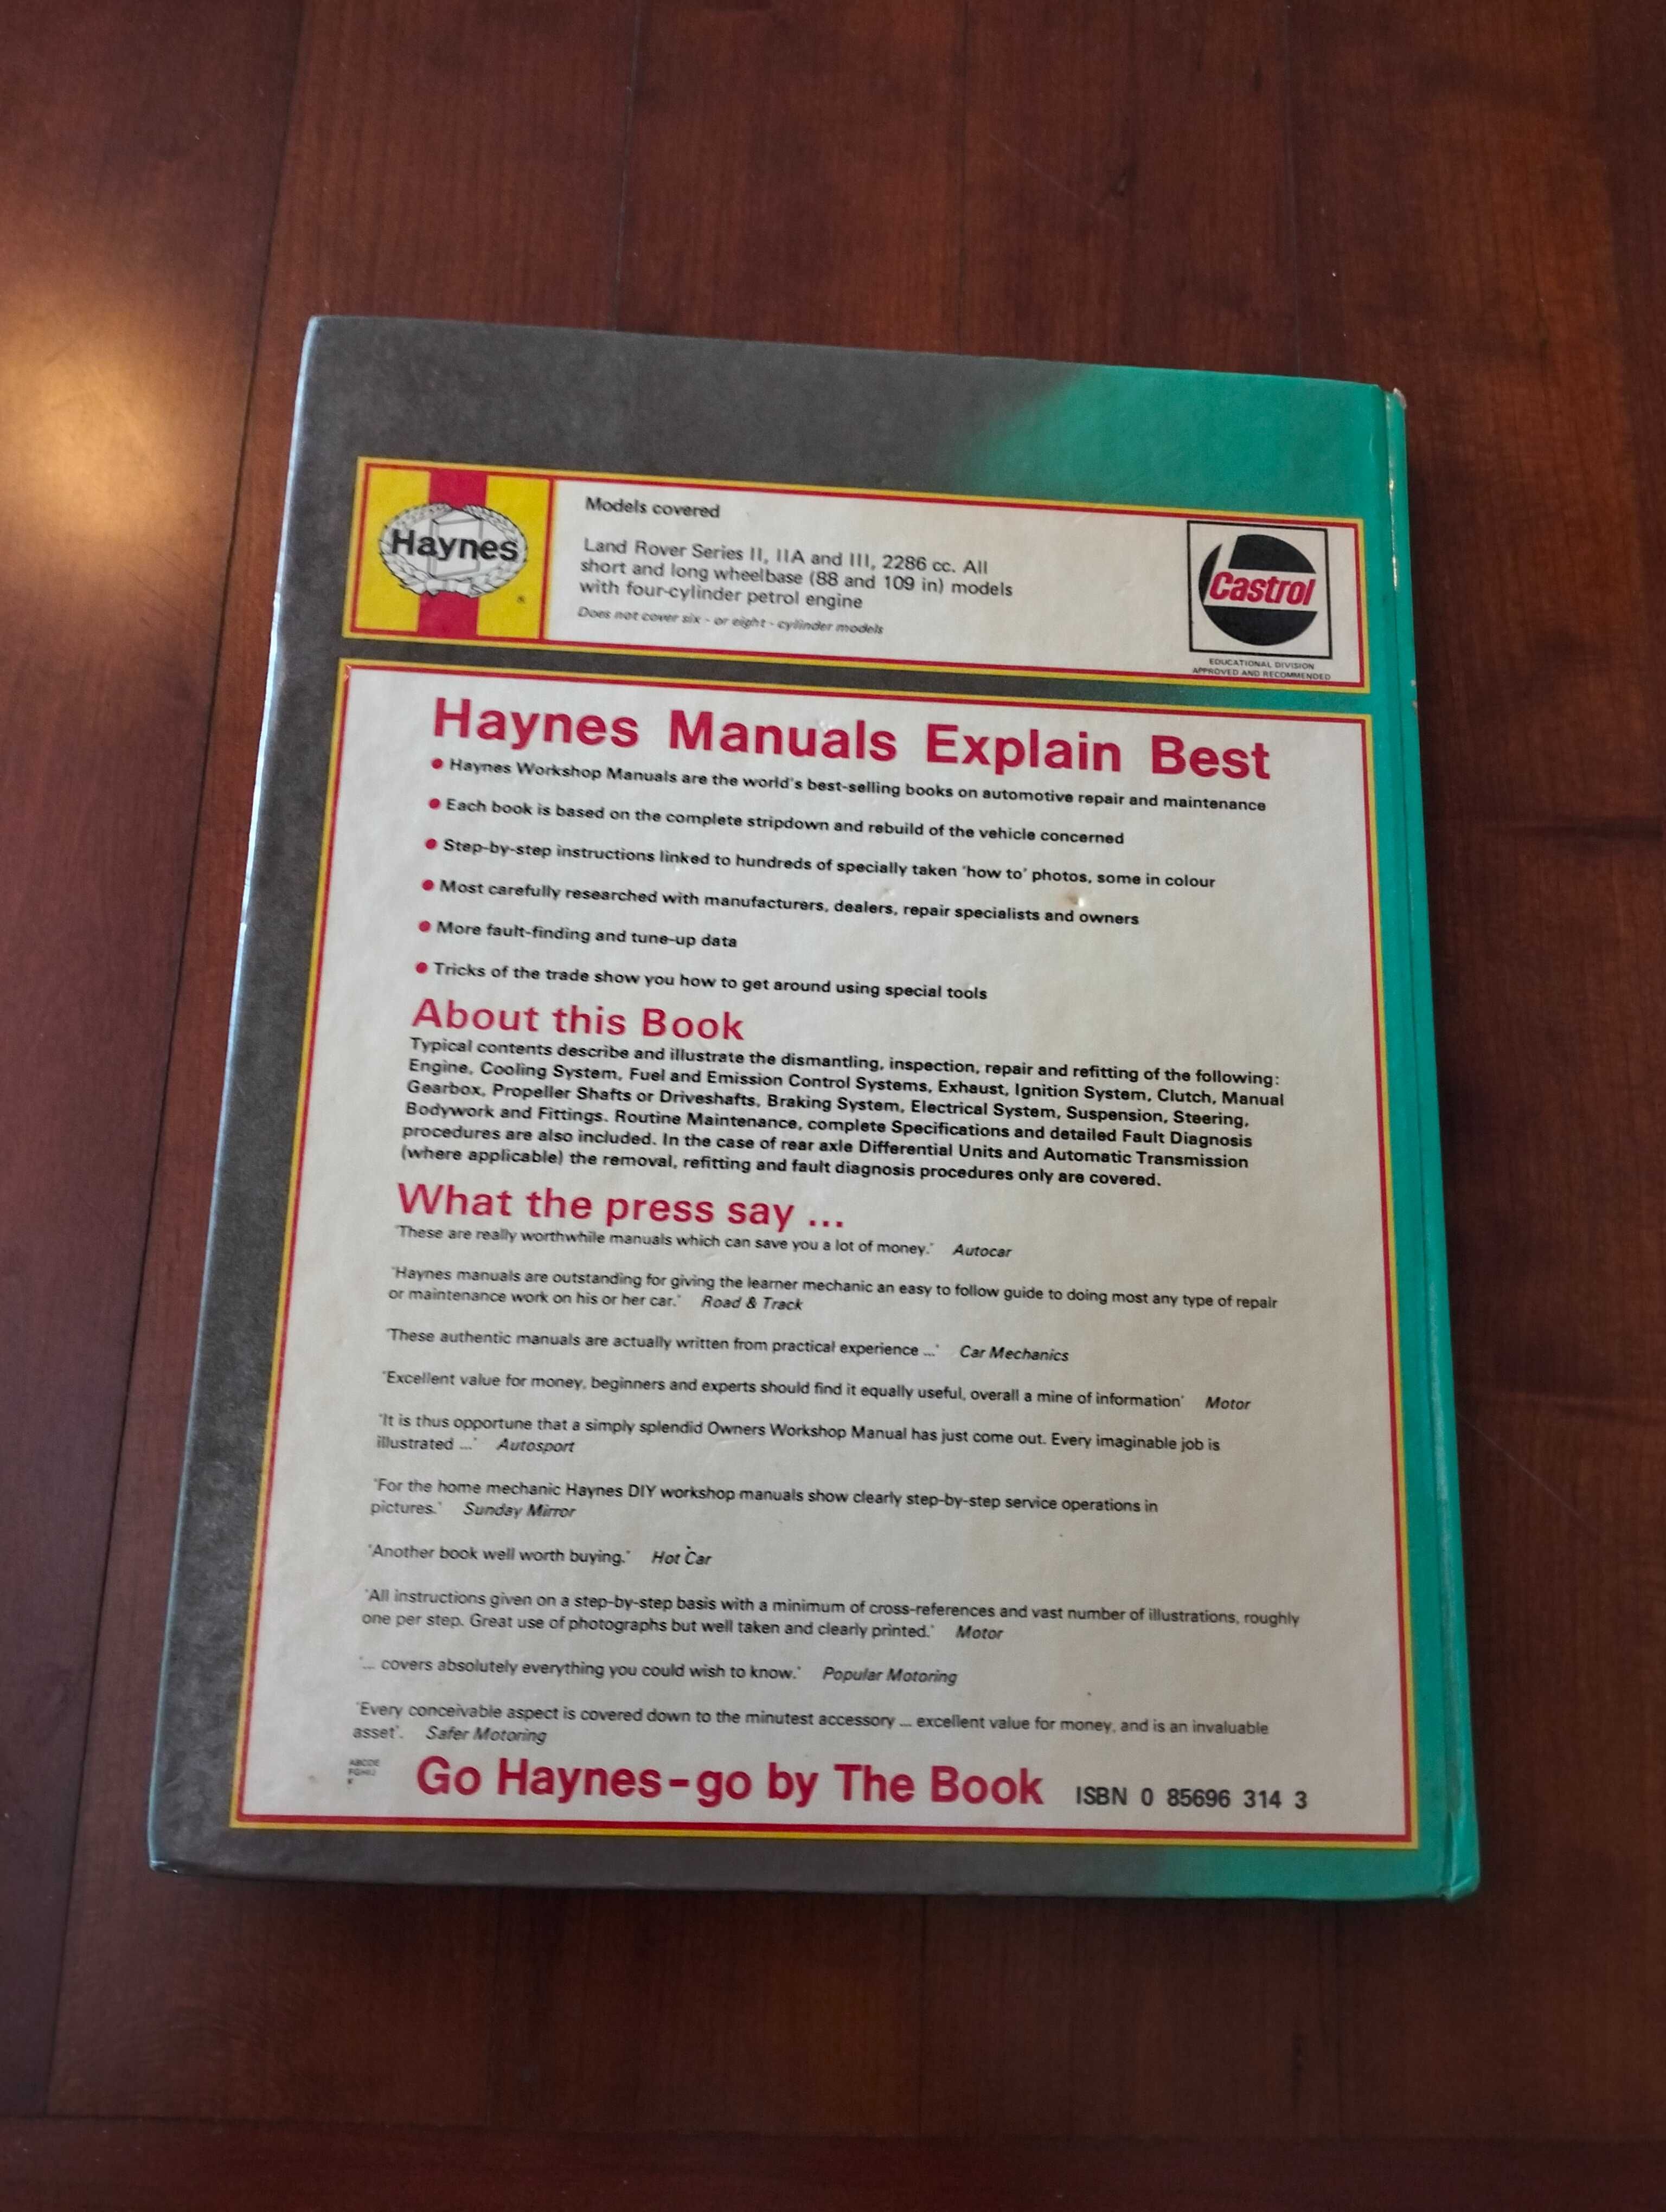 Haynes
Models covered
Land Rover Series II, IIA and III, 2286 cc. All
short and long wheelbase (88 and 109 in) models
with four-cylinder petrol engine
Does not cover six - or eight - cylinder models
Castrol
EDUCATIONAL DIVISION
APPROVED AND RECOMMENDED
Haynes Manuals Explain Best
● Haynes Workshop Manuals are the world's best-selling books on automotive repair and maintenance
● Each book is based on the complete stripdown and rebuild of the vehicle concerned
● Step-by-step instructions linked to hundreds of specially taken 'how to' photos, some in colour
● Most carefully researched with manufacturers, dealers, repair specialists and owners
● More fault-finding and tune-up data
● Tricks of the trade show you how to get around using special tools
About this Book
Typical contents describe and illustrate the dismantling, inspection, repair and refitting of the following:
Engine, Cooling System, Fuel and Emission Control Systems, Exhaust, Ignition System, Clutch, Manual
Gearbox, Propeller Shafts or Driveshafts, Braking System, Electrical System, Suspension, Steering,
Bodywork and Fittings. Routine Maintenance, complete Specifications and detailed Fault Diagnosis
procedures are also included. In the case of rear axle Differential Units and Automatic Transmission
(where applicable) the removal, refitting and fault diagnosis procedures only are covered.
What the press say ...
'These are really worthwhile manuals which can save you a lot of money.' Autocar
'Haynes manuals are outstanding for giving the learner mechanic an easy to follow guide to doing most any type of repair
or maintenance work on his or her car.' Road & Track
'These authentic manuals are actually written from practical experience ...' Car Mechanics
'Excellent value for money, beginners and experts should find it equally useful, overall a mine of information' Motor
'It is thus opportune that a simply splendid Owners Workshop Manual has just come out. Every imaginable job is
illustrated ...' Autosport
'For the home mechanic Haynes DIY workshop manuals show clearly step-by-step service operations in
pictures.' Sunday Mirror
'Another book well worth buying.' Hot Car
'All instructions given on a step-by-step basis with a minimum of cross-references and vast number of illustrations, roughly
one per step. Great use of photographs but well taken and clearly printed.' Motor
'... covers absolutely everything you could wish to know.' Popular Motoring
'Every conceivable aspect is covered down to the minutest accessory ... excellent value for money, and is an invaluable
asset'. Safer Motoring
ABCDE
Go Haynes-go by The Book ISBN 0 85696 314 3